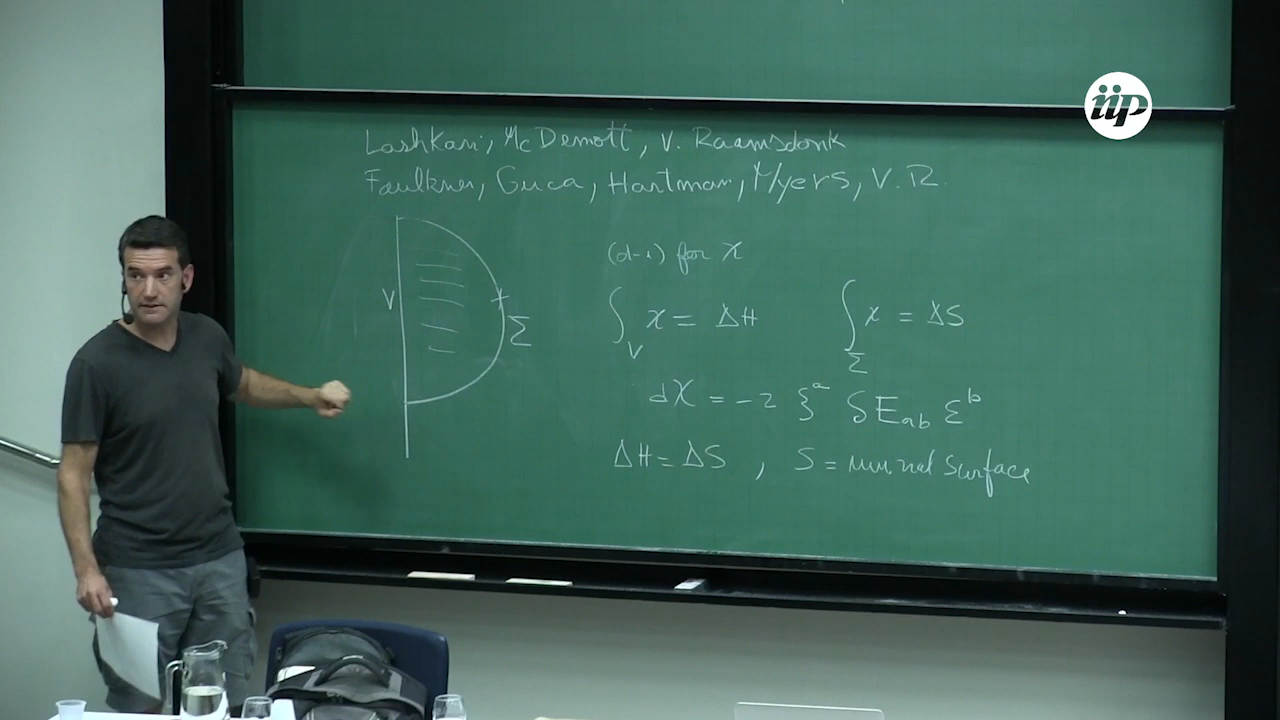 iip
Lashkari, McDermott, V. Raamsdonk
Faulkner, Guica, Hartman, Myers, V.R.
(d-1) for χ
V
Σ
∫_V χ = ΔH    ∫_Σ χ = ΔS
dχ = -2 ξ^a δE_ab ε^b
ΔH = ΔS , S = minimal surface